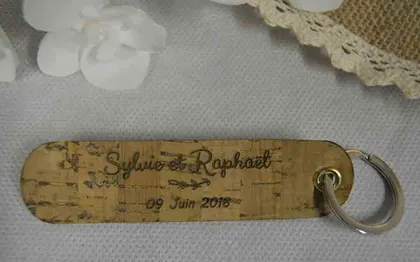 Sylvie et Raphaël
09 Juin 2018